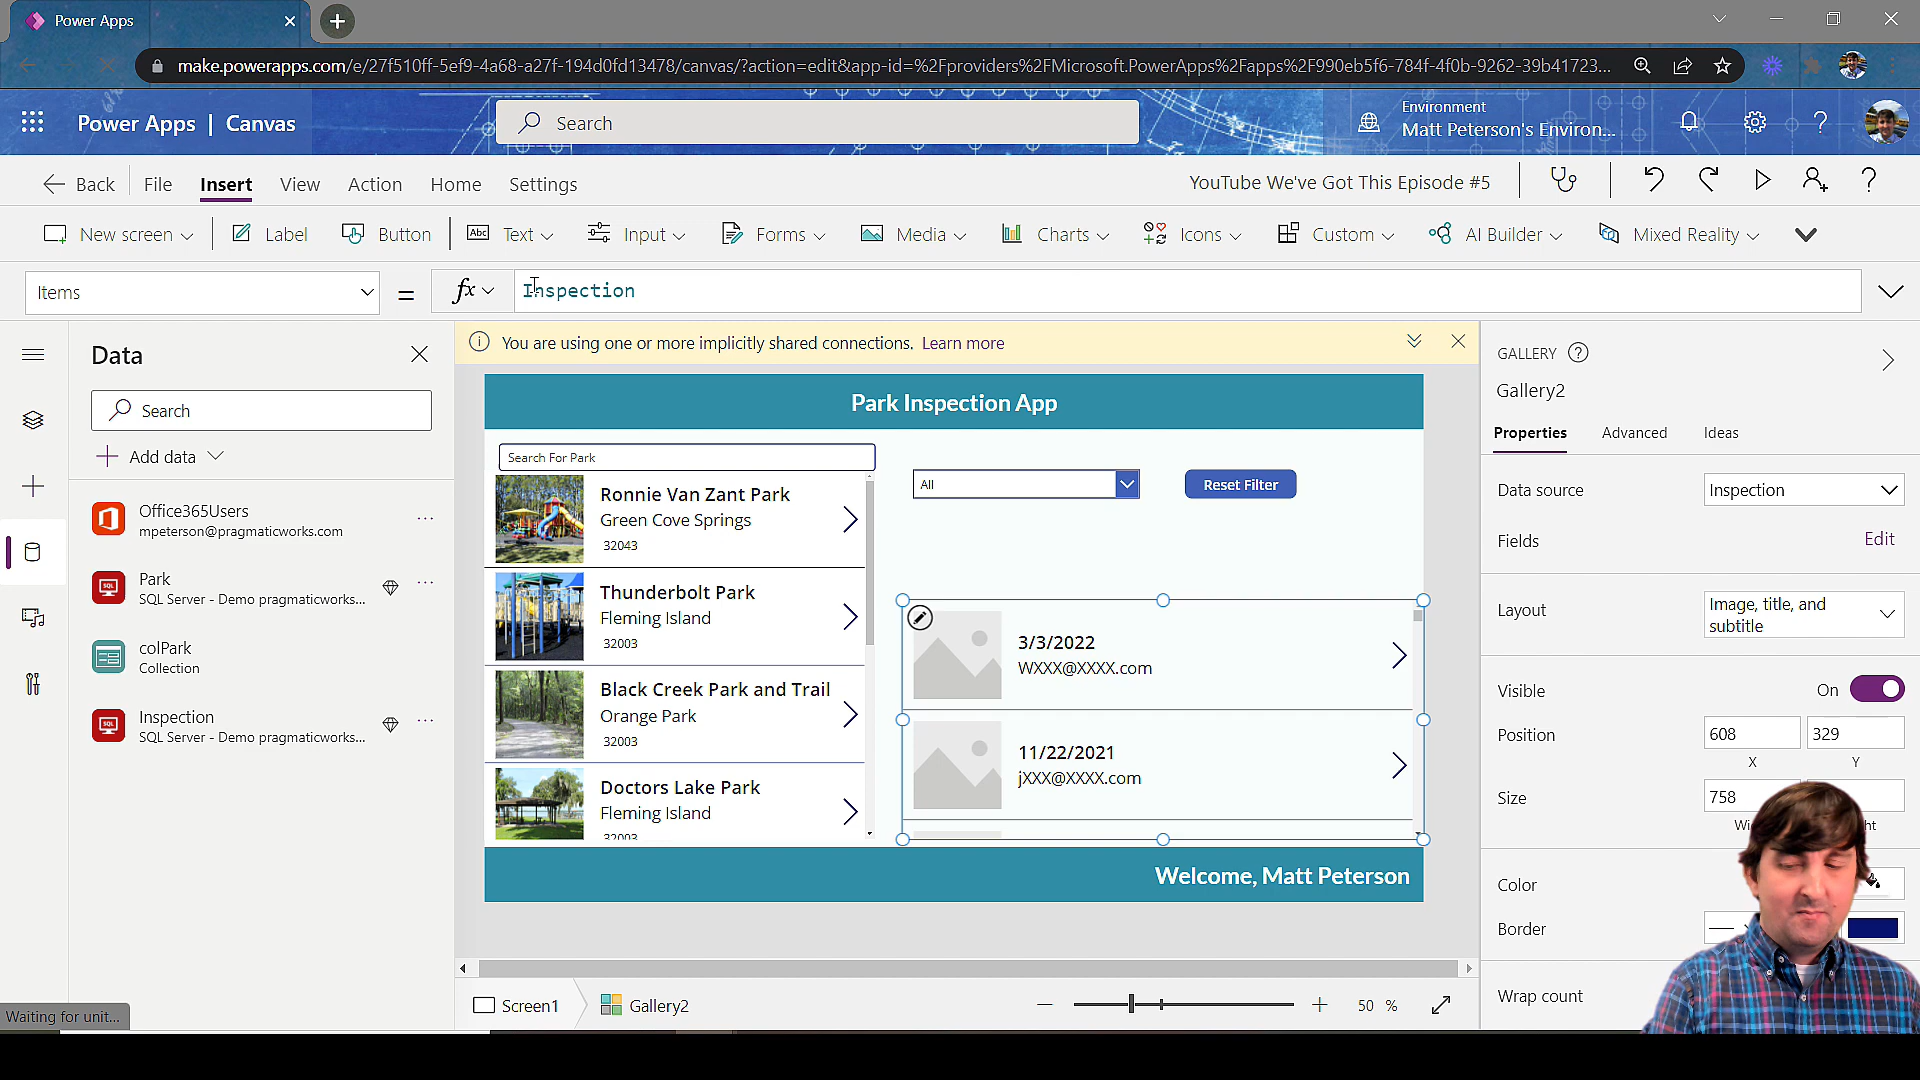 Power Apps
make.powerapps.com/e/27f510ff-5ef9-4a68-a27f-194d0fd13478/canvas/?action=edit&app-id=%2Fproviders%2FMicrosoft.PowerApps%2Fapps%2F990eb5f6-784f-4f0b-9262-39b41723...
Power Apps | Canvas
Search
Environment
Matt Peterson's Environ...
Back
File
Insert
View
Action
Home
Settings
YouTube We've Got This Episode #5
New screen
Label
Button
Text
Input
Forms
Media
Charts
Icons
Custom
AI Builder
Mixed Reality
Items
=
fx
Inspection
Data
Search
Add data
Office365Users
mpeterson@pragmaticworks.com
Park
SQL Server - Demo pragmaticworks...
colPark
Collection
Inspection
SQL Server - Demo pragmaticworks...
Waiting for unit...
You are using one or more implicitly shared connections. Learn more
Park Inspection App
Search For Park
All
Reset Filter
Ronnie Van Zant Park
Green Cove Springs
32043
Thunderbolt Park
Fleming Island
32003
Black Creek Park and Trail
Orange Park
32003
Doctors Lake Park
Fleming Island
32003
3/3/2022
WXXX@XXXX.com
11/22/2021
jXXX@XXXX.com
Welcome, Matt Peterson
Screen1
Gallery2
50 %
GALLERY
Gallery2
Properties
Advanced
Ideas
Data source
Inspection
Fields
Edit
Layout
Image, title, and
subtitle
Visible
On
Position
608
329
X
Y
Size
758
Color
Border
Wrap count